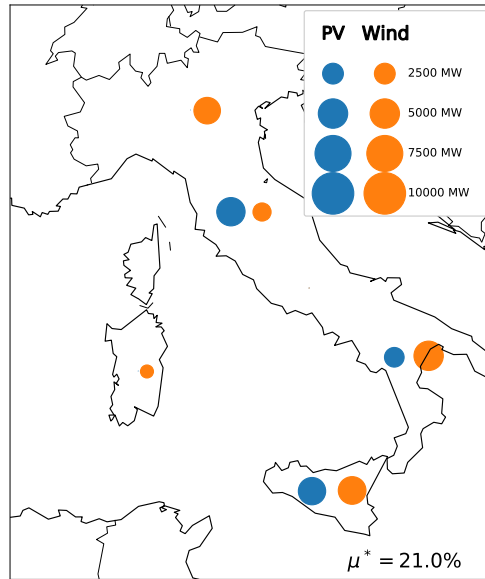 PV Wind
2500 MW
5000 MW
7500 MW
10000 MW
μ* = 21.0%